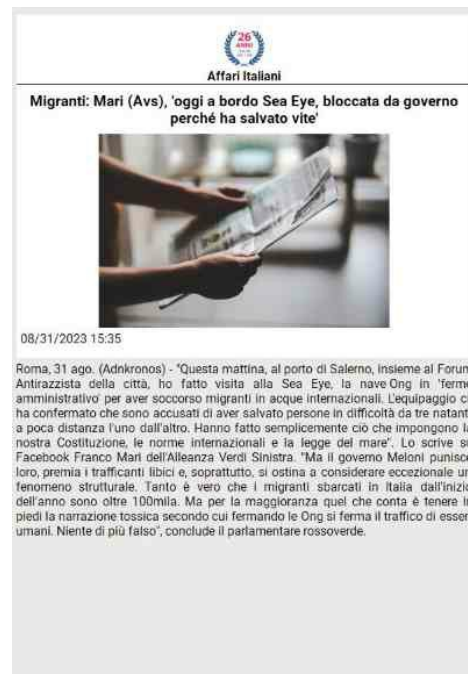 26
ANNI
Affari Italiani
Migranti: Mari (Avs), 'oggi a bordo Sea Eye, bloccata da governo
perché ha salvato vite'
08/31/2023 15:35
Roma, 31 ago. (Adnkronos) - "Questa mattina, al porto di Salerno, insieme al Forum
Antirazzista della città, ho fatto visita alla Sea Eye, la nave Ong in 'fermo
amministrativo' per aver soccorso migranti in acque internazionali. L'equipaggio ci
ha confermato che sono accusati di aver salvato persone in difficoltà da tre natanti
a poca distanza l'uno dall'altro. Hanno fatto semplicemente ciò che impongono la
nostra Costituzione, le norme internazionali e la legge del mare". Lo scrive su
Facebook Franco Mari dell'Alleanza Verdi Sinistra. "Ma il governo Meloni punisce
loro, premia i trafficanti libici e, soprattutto, si ostina a considerare eccezionale un
fenomeno strutturale. Tanto è vero che i migranti sbarcati in Italia dall'inizio
dell'anno sono oltre 100mila. Ma per la maggioranza quel che conta è tenere in
piedi la narrazione tossica secondo cui fermando le Ong si ferma il traffico di esseri
umani. Niente di più falso", conclude il parlamentare rossoverde.